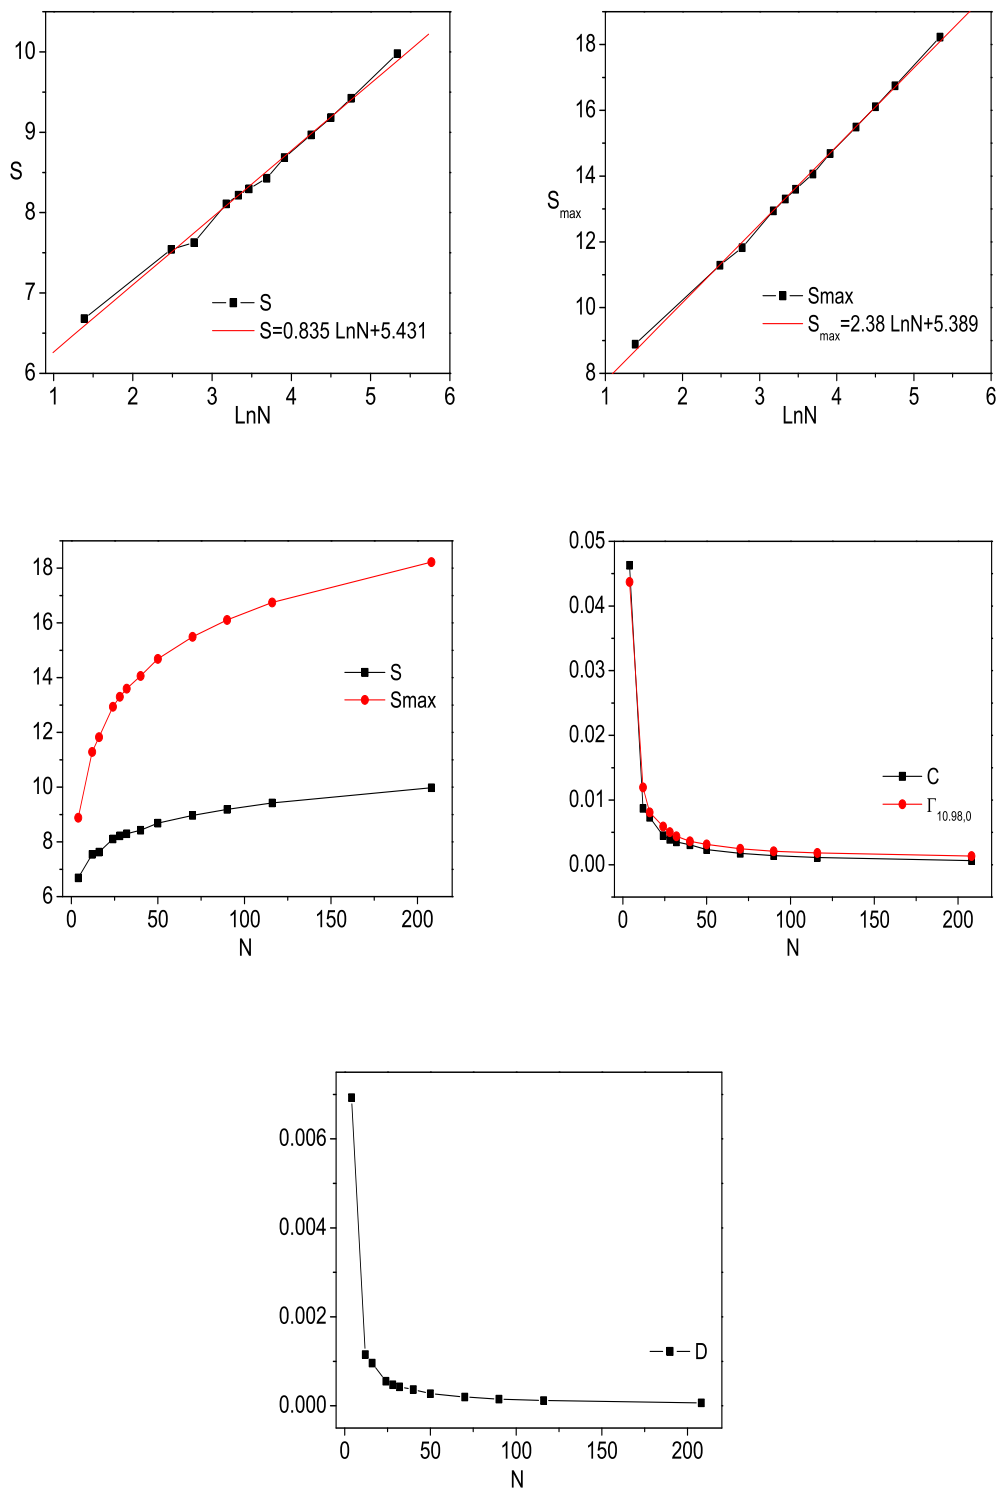 10
9
8
7
6
S
S
S=0.835 LnN+5.431
1 2 3 4 5 6
LnN
18
16
14
12
10
8
Smax
Smax
Smax=2.38 LnN+5.389
1 2 3 4 5 6
LnN
18
16
14
12
10
8
6
S
Smax
0 50 100 150 200
N
0.05
0.04
0.03
0.02
0.01
0.00
C
Γ10.98,0
0 50 100 150 200
N
0.006
0.004
0.002
0.000
D
0 50 100 150 200
N